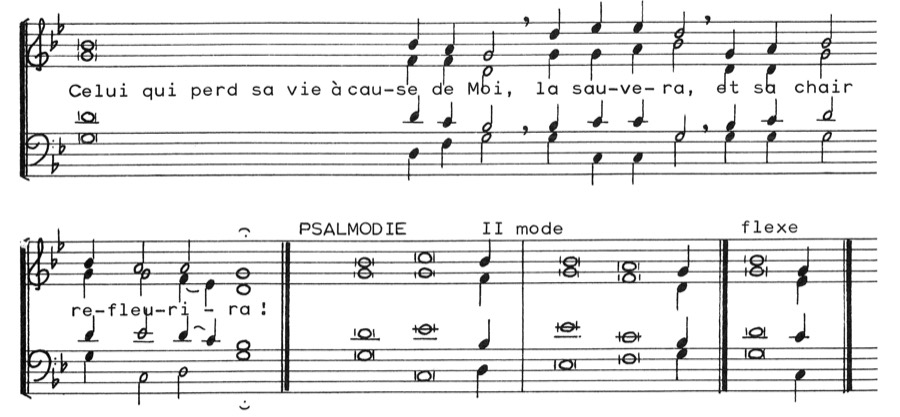 Celui qui perd sa vie à cau-se de Moi, la sau-ve-ra, et sa chair
PSALMODIE II mode flexe
re-fleu-ri - ra !